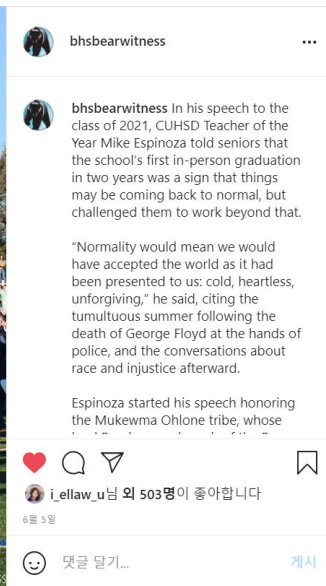 bhsbearwitness
bhsbearwitness In his speech to the
class of 2021, CUHSD Teacher of the
Year Mike Espinoza told seniors that
the school's first in-person graduation
in two years was a sign that things
may be coming back to normal, but
challenged them to work beyond that.
“Normality would mean we would
have accepted the world as it had
been presented to us: cold, heartless,
unforgiving,” he said, citing the
tumultuous summer following the
death of George Floyd at the hands of
police, and the conversations about
race and injustice afterward.
Espinoza started his speech honoring
the Mukewma Ohlone tribe, whose
i_ellaw_u님 외 503명이 좋아합니다
6월 5일
댓글 달기...
게시